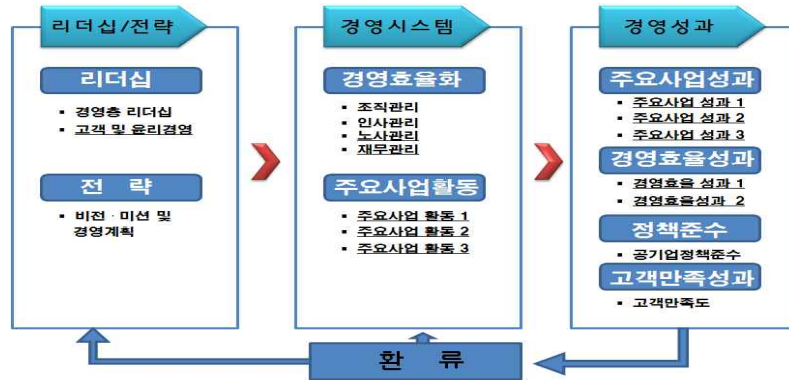 리더십/전략
리더십
▪ 경영층 리더십
▪ 고객 및 윤리경영
전 략
▪ 비전 · 미션 및
경영계획
경영시스템
경영효율화
▪ 조직관리
▪ 인사관리
▪ 노사관리
▪ 재무관리
주요사업활동
▪ 주요사업 활동 1
▪ 주요사업 활동 2
▪ 주요사업 활동 3
경영성과
주요사업성과
▪ 주요사업 성과 1
▪ 주요사업 성과 2
▪ 주요사업 성과 3
경영효율성과
▪ 경영효율 성과 1
▪ 경영효율성과 2
정책준수
▪ 공기업정책준수
고객만족성과
▪ 고객만족도
환 류